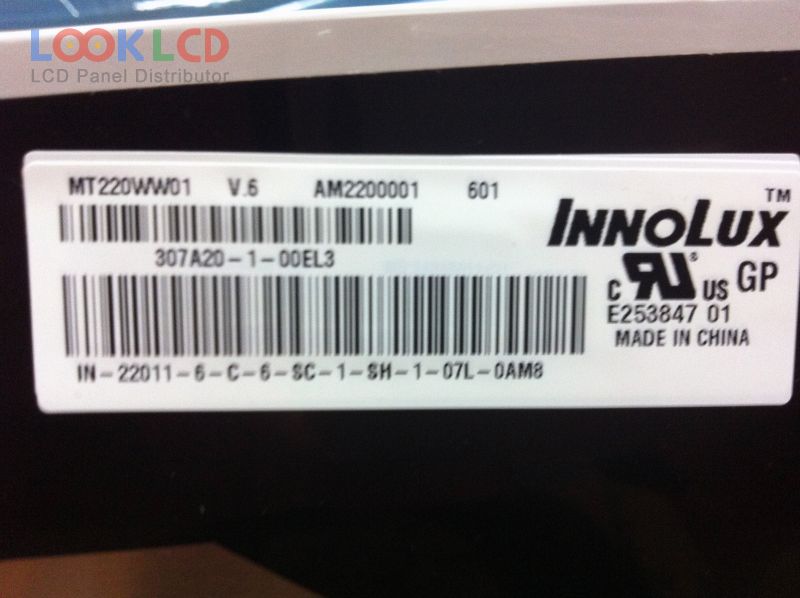 LOOKLCD
LCD Panel Distributor
MT220WW01 V.6 AM2200001 601
307A20-1-00EL3
IN-22011-6-C-6-SC-1-SH-1-07L-0AM8
INNOLUX TM
C RU ® US GP
E253847 01
MADE IN CHINA